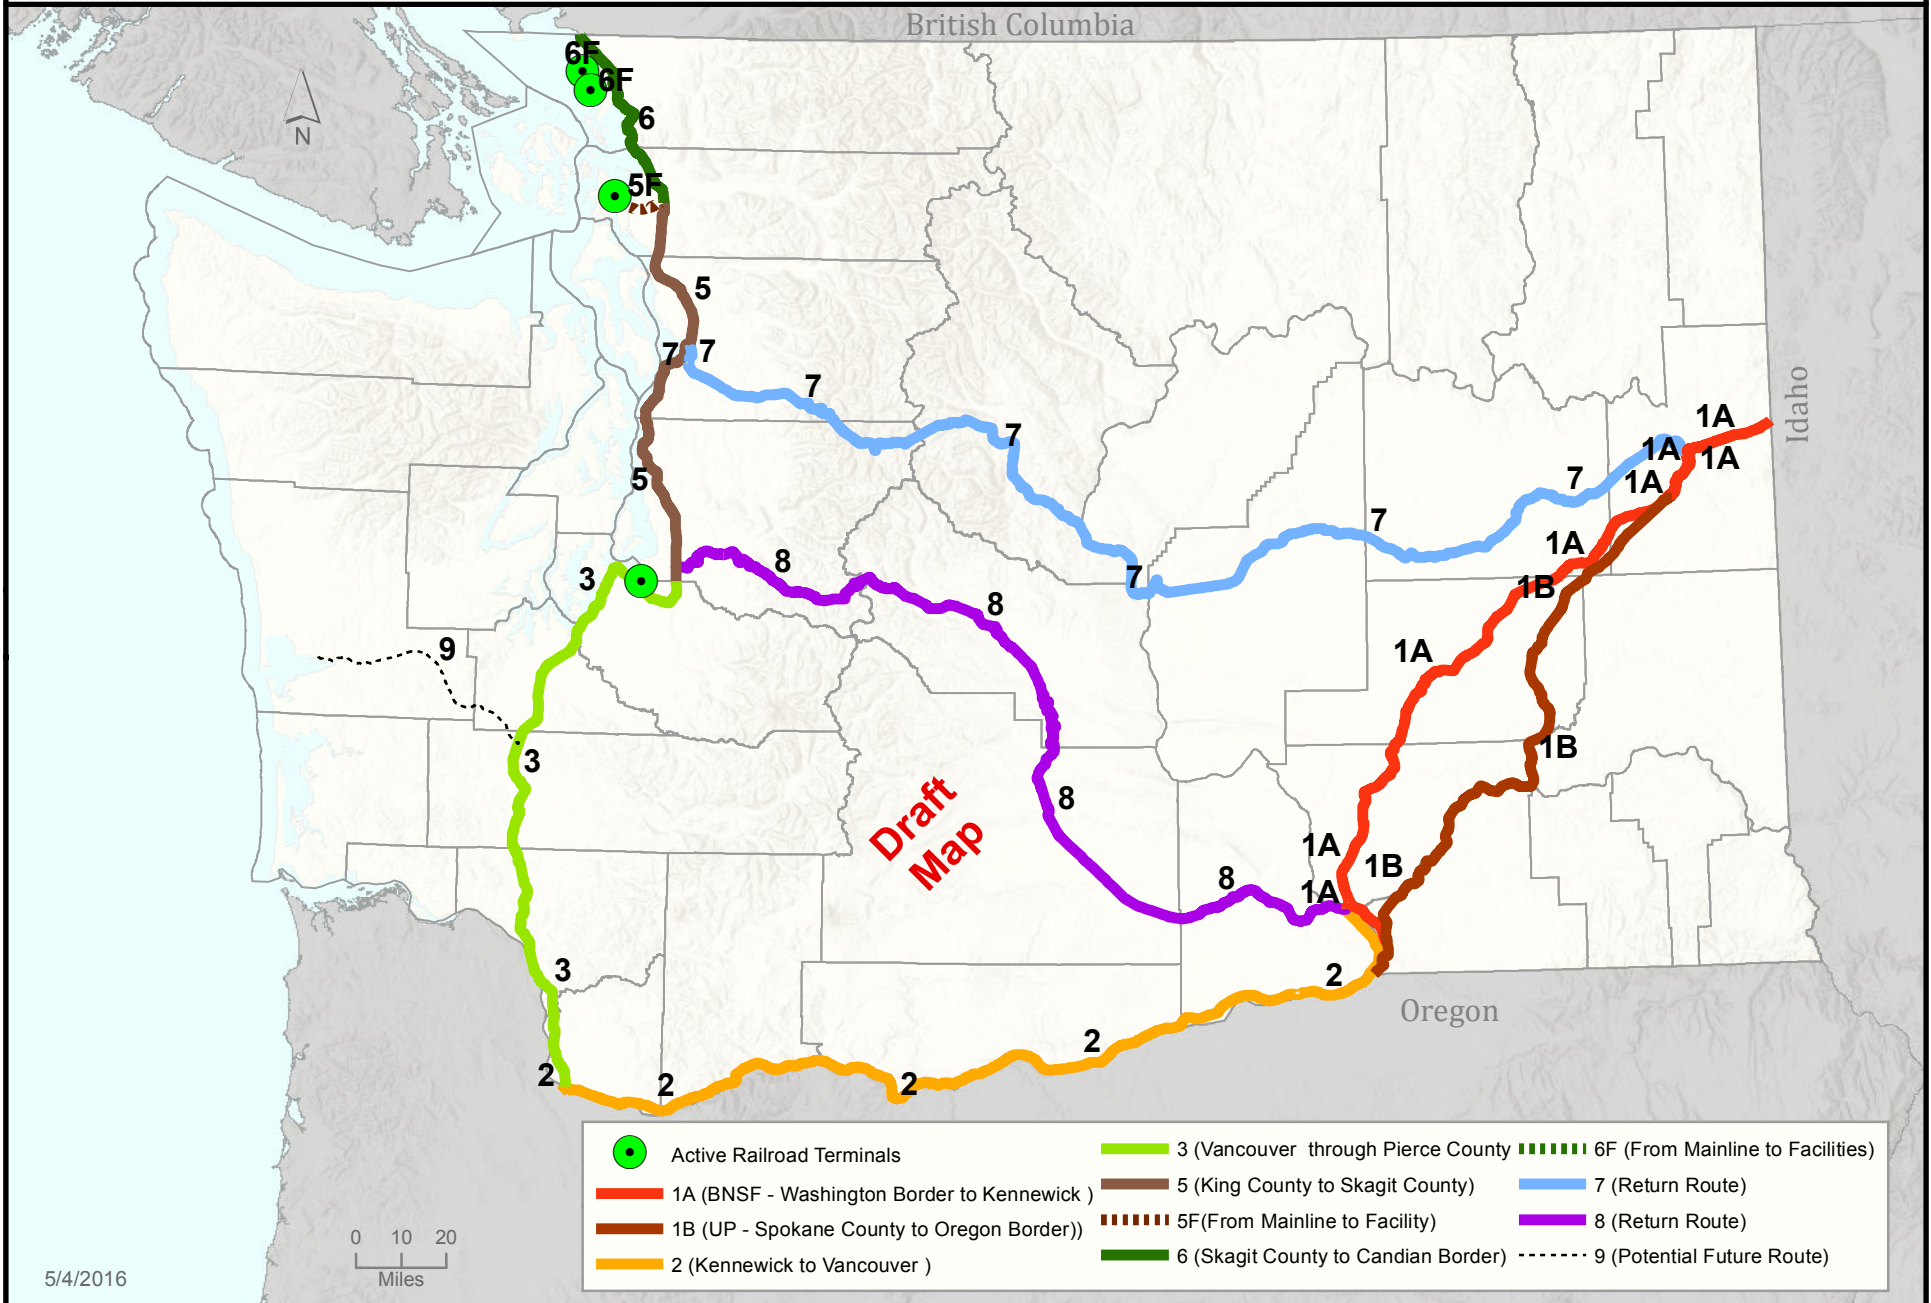 British Columbia
6F
6F
N
6
5F
5
7
7
7
Idaho
1A
7
1A
1A
5
7
1A
7
1A
8
3
7
1B
8
9
1A
3
1B
Draft
Map
8
1A
1B
8
1A
3
2
Oregon
2
2
2
2
Active Railroad Terminals
1A (BNSF - Washington Border to Kennewick )
1B (UP - Spokane County to Oregon Border))
2 (Kennewick to Vancouver )
3 (Vancouver through Pierce County
5 (King County to Skagit County)
5F(From Mainline to Facility)
6 (Skagit County to Candian Border)
6F (From Mainline to Facilities)
7 (Return Route)
8 (Return Route)
9 (Potential Future Route)
0 10 20
Miles
5/4/2016